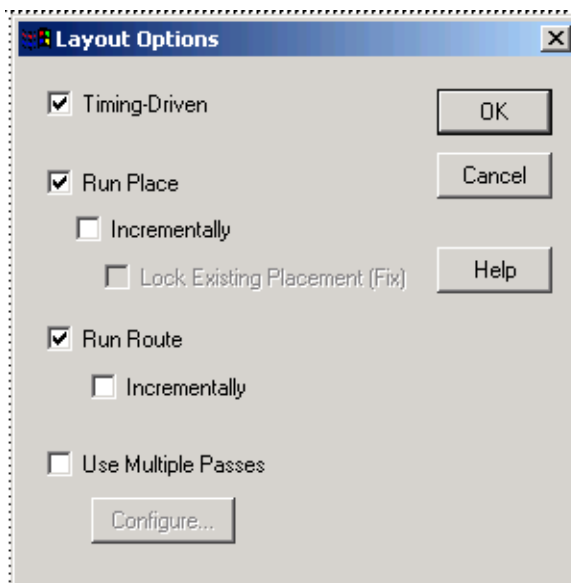 Layout Options
Timing-Driven
OK
Run Place
Cancel
Incrementally
Lock Existing Placement (Fix)
Help
Run Route
Incrementally
Use Multiple Passes
Configure...